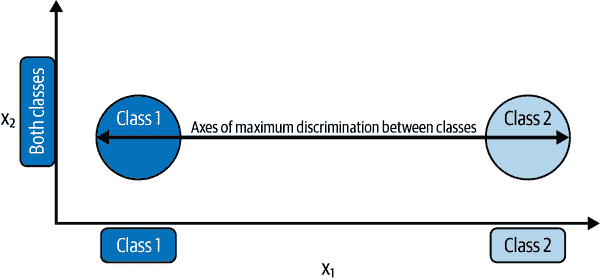 X2
Both classes
Class 1
Axes of maximum discrimination between classes
Class 2
Class 1
Class 2
X1